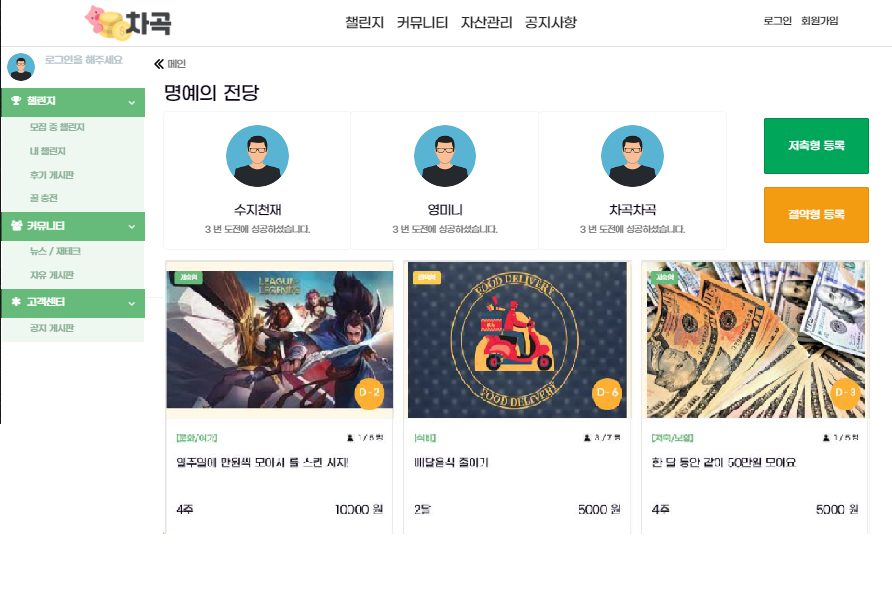 차곡
챌린지 커뮤니티 자산관리 공지사항
로그인 회원가입
로그인을 해주세요
메인
챌린지
모집 중 챌린지
내 챌린지
후기 게시판
골 충전
커뮤니티
뉴스 / 재테크
자유 게시판
고객센터
공지 게시판
명예의 전당
수지천재
3 번 도전에 성공하셨습니다.
영미니
3 번 도전에 성공하셨습니다.
차곡차곡
3 번 도전에 성공하셨습니다.
저축형 등록
절약형 등록
저축형
LEAGUE OF LEGENDS
D-2
[문화/여가]
1 / 6 명
일주일에 만원씩 모아서 롤 스킨 사자!
4주
10000 원
절약형
FOOD DELIVERY
FOOD DELIVERY
D-6
[식비]
3 / 7 명
배달음식 줄이기
2달
5000 원
저축형
D-3
[저축/보험]
1 / 5 명
한 달 동안 같이 50만원 모아요
4주
5000 원